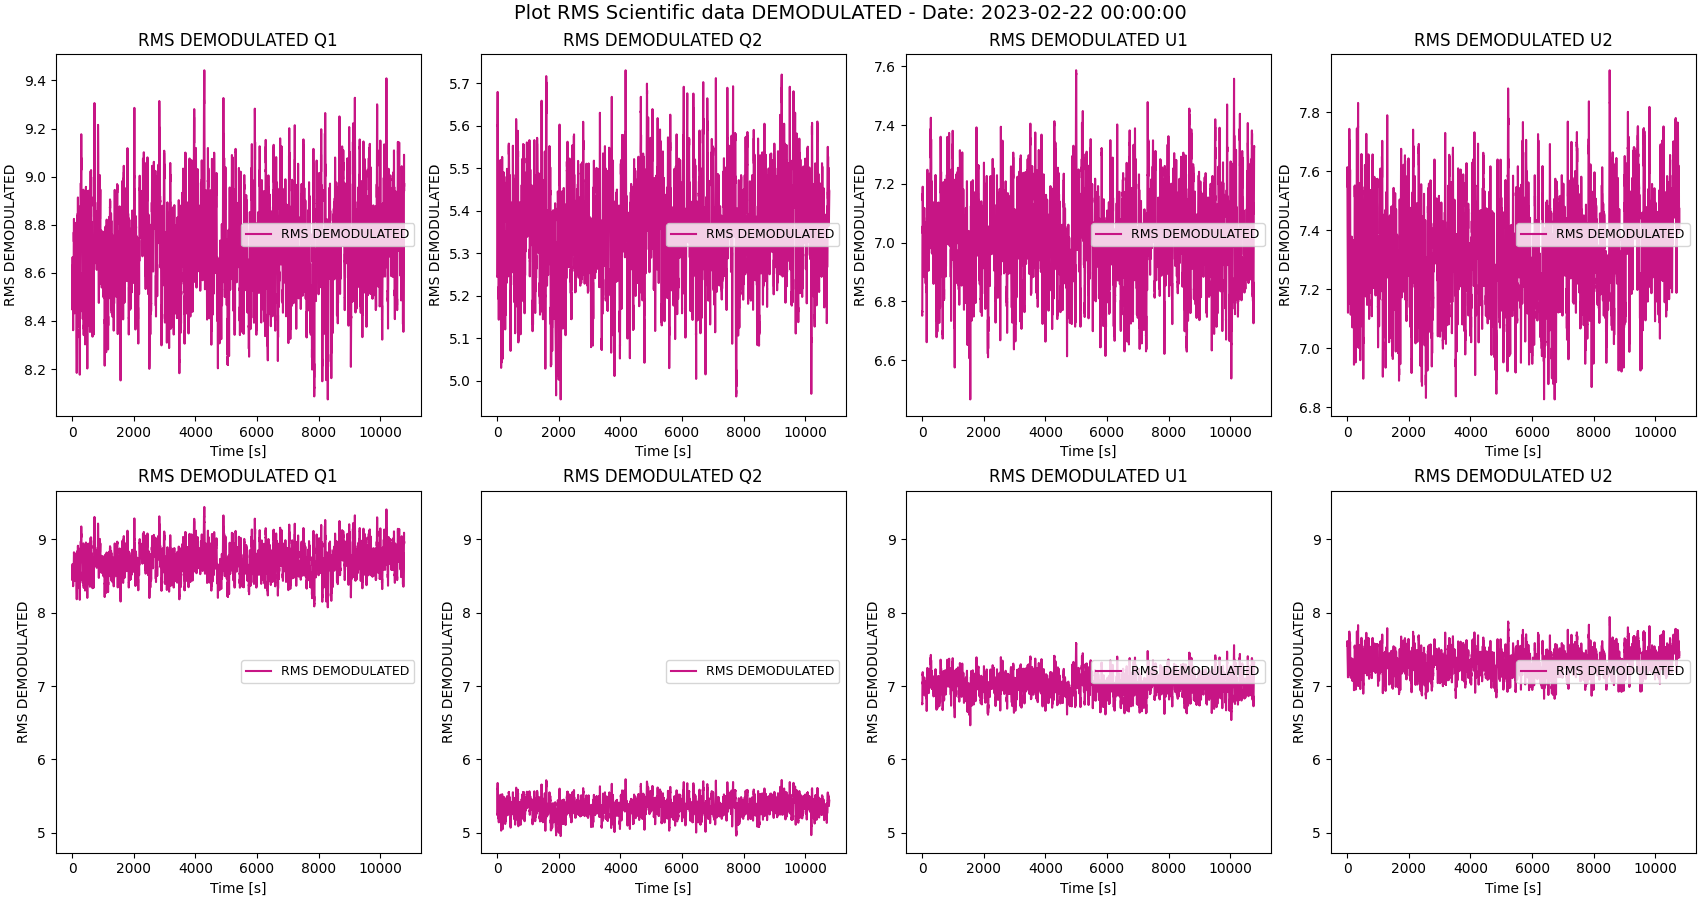 Plot RMS Scientific data DEMODULATED - Date: 2023-02-22 00:00:00
RMS DEMODULATED Q1
RMS DEMODULATED
9.4
9.2
9.0
8.8
8.6
8.4
8.2
RMS DEMODULATED
0 2000 4000 6000 8000 10000
Time [s]
RMS DEMODULATED Q2
RMS DEMODULATED
5.7
5.6
5.5
5.4
5.3
5.2
5.1
5.0
RMS DEMODULATED
0 2000 4000 6000 8000 10000
Time [s]
RMS DEMODULATED U1
RMS DEMODULATED
7.6
7.4
7.2
7.0
6.8
6.6
RMS DEMODULATED
0 2000 4000 6000 8000 10000
Time [s]
RMS DEMODULATED U2
RMS DEMODULATED
7.8
7.6
7.4
7.2
7.0
6.8
RMS DEMODULATED
0 2000 4000 6000 8000 10000
Time [s]
RMS DEMODULATED Q1
RMS DEMODULATED
9
8
7
6
5
RMS DEMODULATED
0 2000 4000 6000 8000 10000
Time [s]
RMS DEMODULATED Q2
RMS DEMODULATED
9
8
7
6
5
RMS DEMODULATED
0 2000 4000 6000 8000 10000
Time [s]
RMS DEMODULATED U1
RMS DEMODULATED
9
8
7
6
5
RMS DEMODULATED
0 2000 4000 6000 8000 10000
Time [s]
RMS DEMODULATED U2
RMS DEMODULATED
9
8
7
6
5
RMS DEMODULATED
0 2000 4000 6000 8000 10000
Time [s]